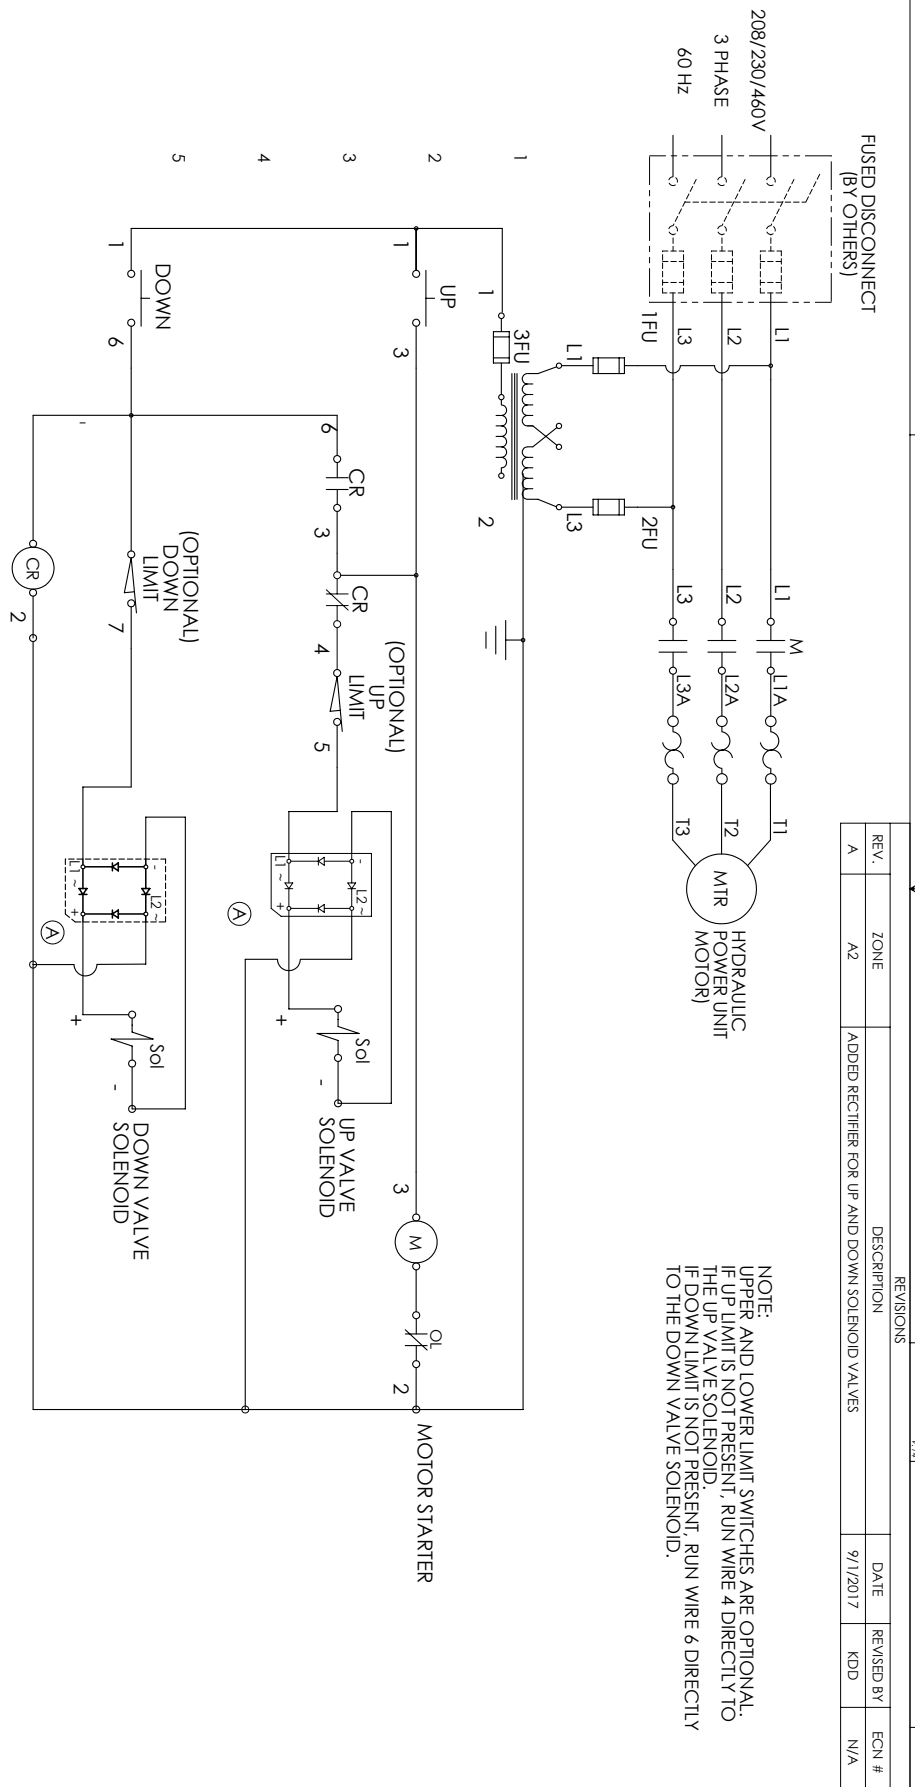 REVISIONS
REV. ZONE DESCRIPTION DATE REVISED BY ECN #
A A2 ADDED RECTIFIER FOR UP AND DOWN SOLENOID VALVES 9/1/2017 KDD N/A
FUSED DISCONNECT
(BY OTHERS)
208/230/460V
3 PHASE
60 Hz
L1 L1 M L1A T1
L2 L2 L2A T2
L3 L3 L3A T3
MTR
HYDRAULIC
POWER UNIT
MOTOR)
1FU 2FU
L1 L3
3FU
1 1 2
NOTE:
UPPER AND LOWER LIMIT SWITCHES ARE OPTIONAL.
IF UP LIMIT IS NOT PRESENT, RUN WIRE 4 DIRECTLY TO
THE UP VALVE SOLENOID.
IF DOWN LIMIT IS NOT PRESENT, RUN WIRE 6 DIRECTLY
TO THE DOWN VALVE SOLENOID.
UP
2 1 3 3 M OL 2 MOTOR STARTER
(OPTIONAL)
UP
LIMIT
3 6 CR 3 CR 4 5
- L2 ~
L1 ~ +
A
+ Sol -
UP VALVE
SOLENOID
4
DOWN
5 1 6
(OPTIONAL)
DOWN
LIMIT
7
- L2 ~
L1 ~ +
A
+ Sol -
DOWN VALVE
SOLENOID
-
CR 2